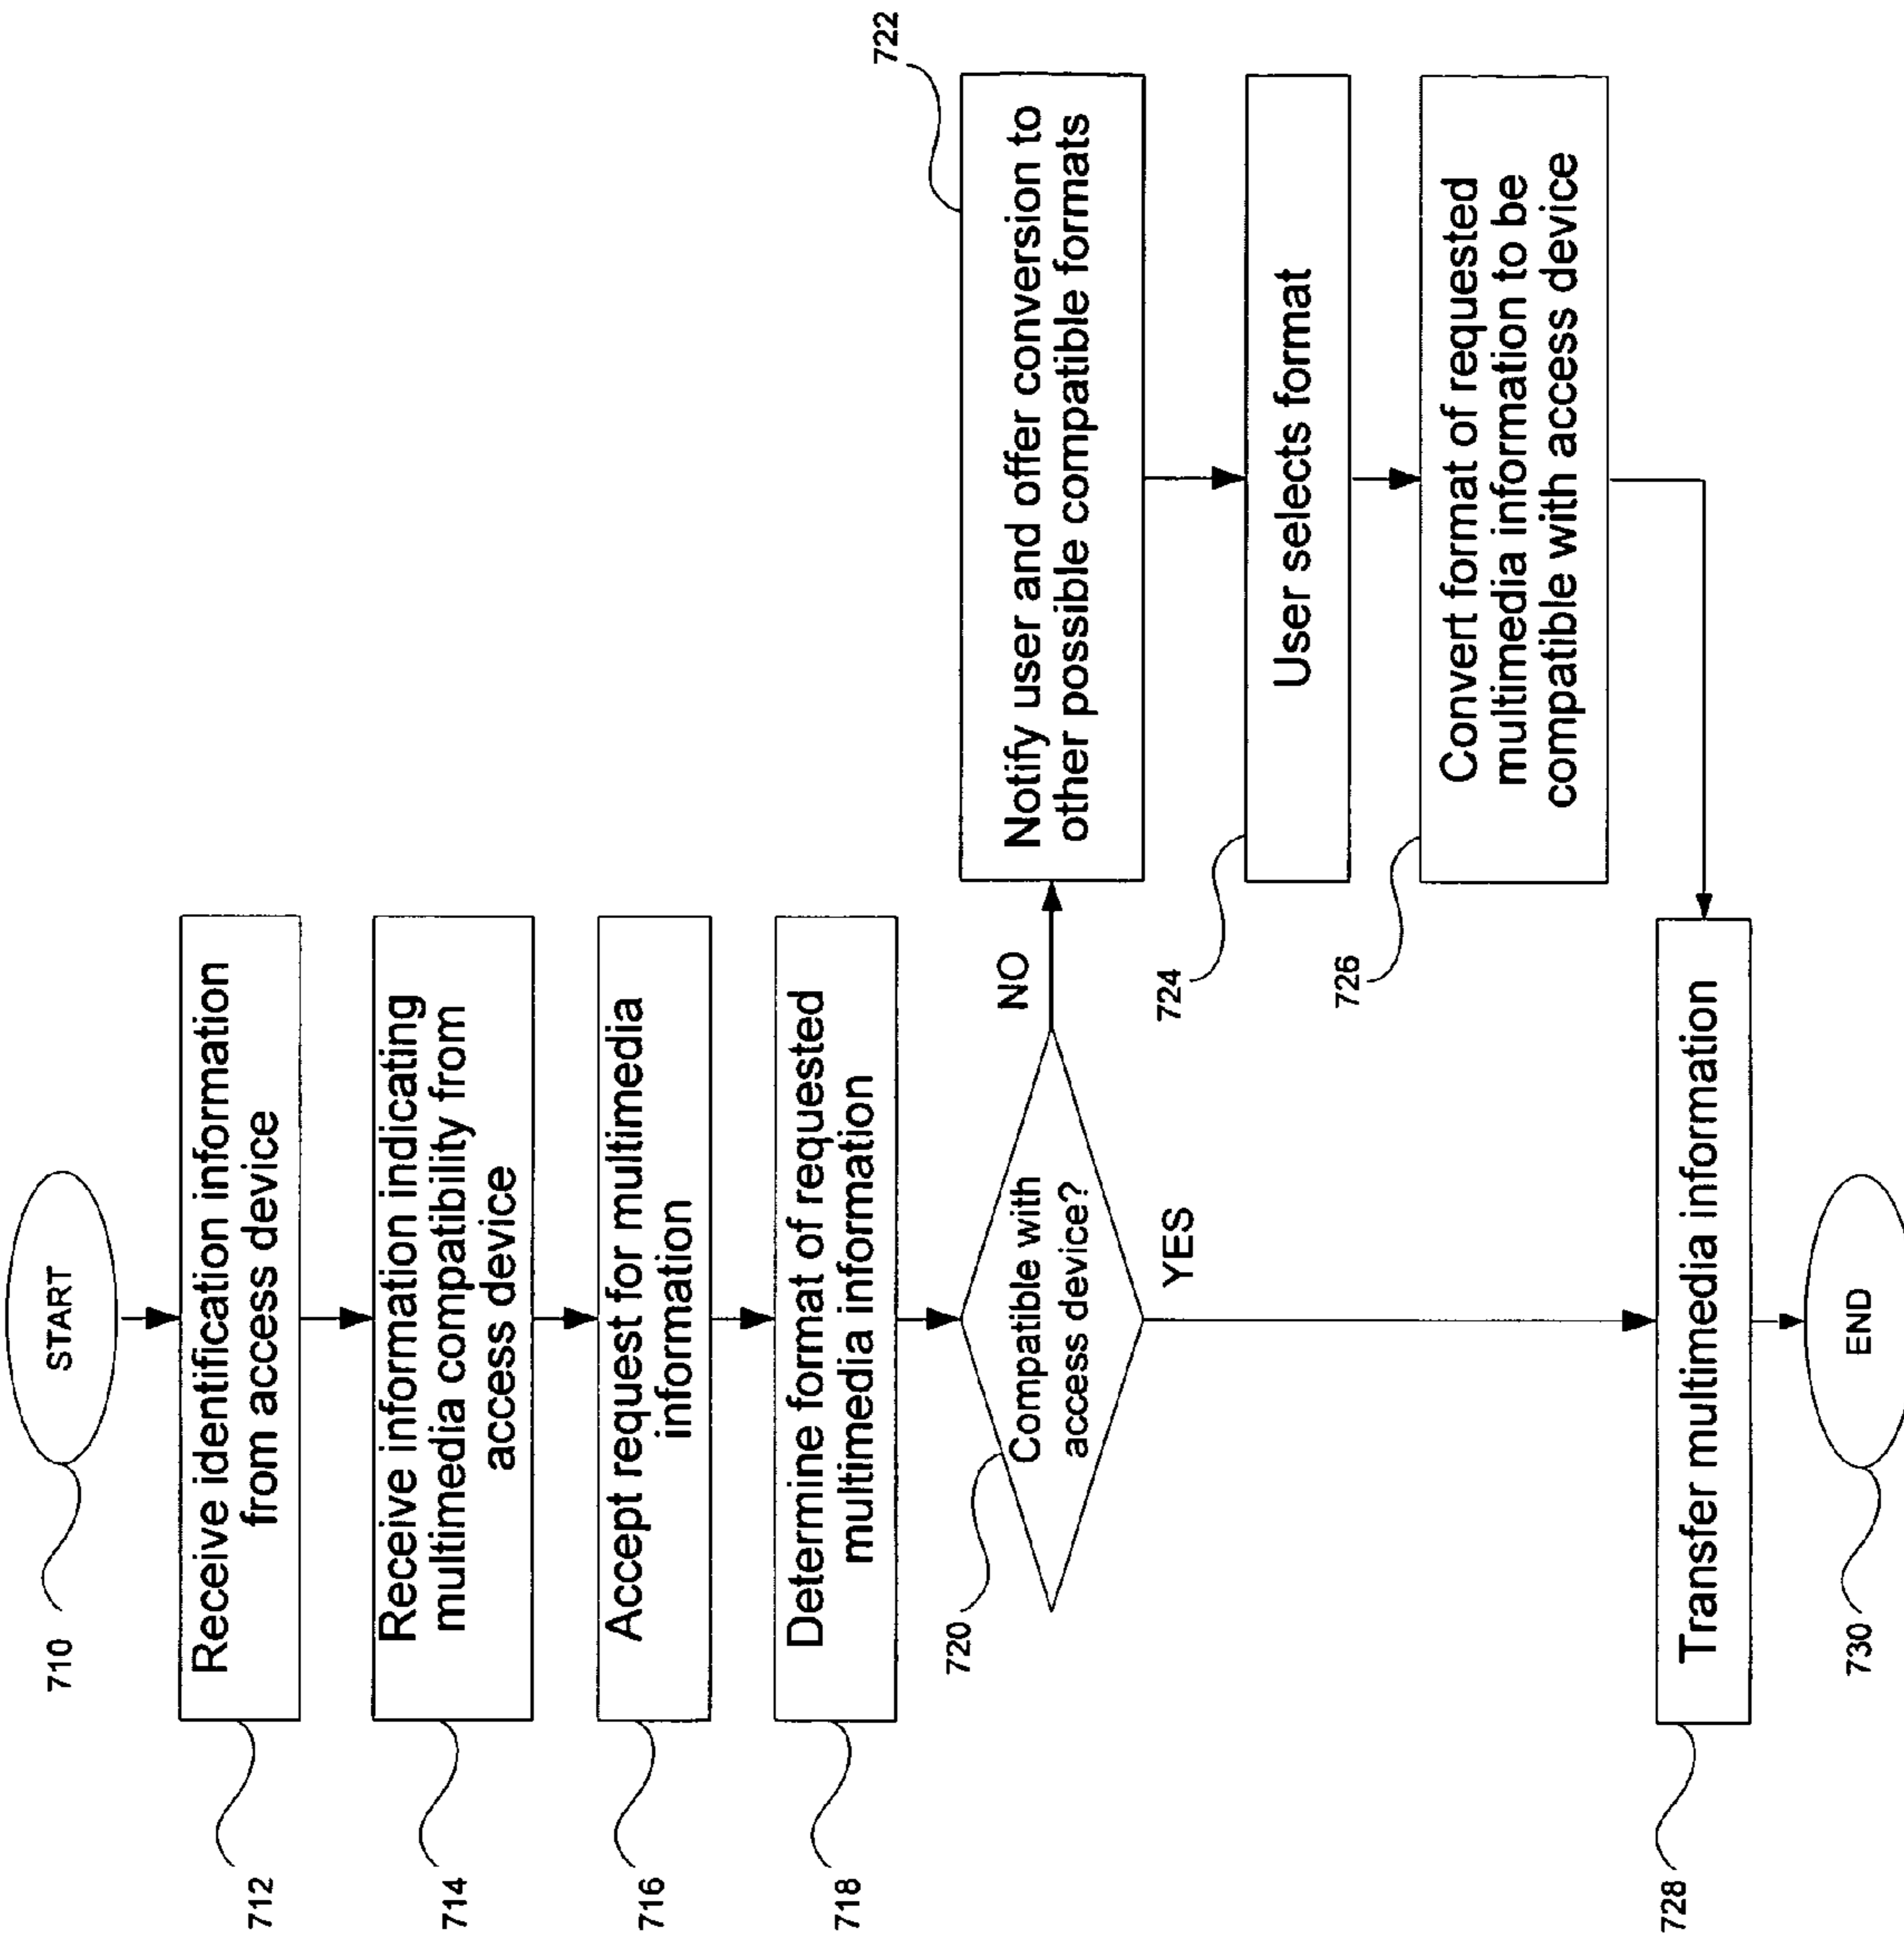 710
START
712
Receive identification information
from access device
714
Receive information indicating
multimedia compatibility from
access device
716
Accept request for multimedia
information
718
Determine format of requested
multimedia information
720
Compatible with
access device?
NO
YES
722
Notify user and offer conversion to
other possible compatible formats
724
User selects format
726
Convert format of requested
multimedia information to be
compatible with access device
728
Transfer multimedia information
730
END